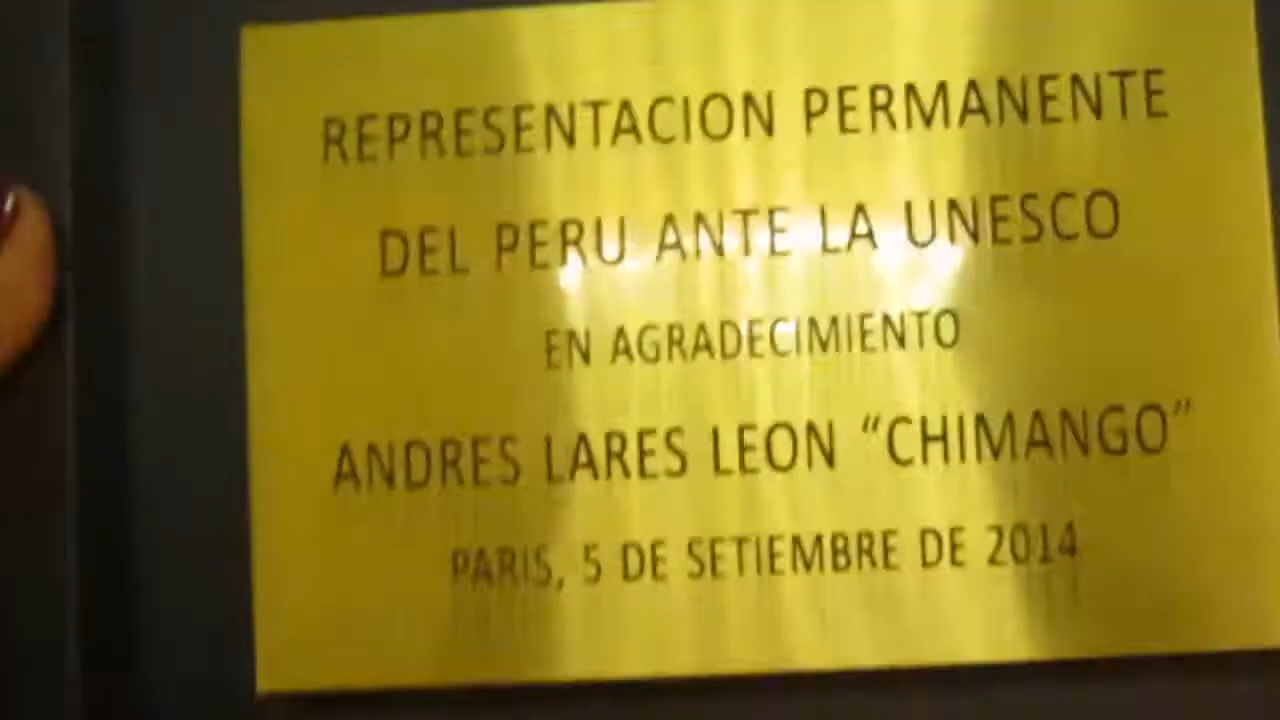 REPRESENTACION PERMANENTE
DEL PERU ANTE LA UNESCO
EN AGRADECIMIENTO
ANDRES LARES LEON “CHIMANGO”
PARIS, 5 DE SETIEMBRE DE 2014